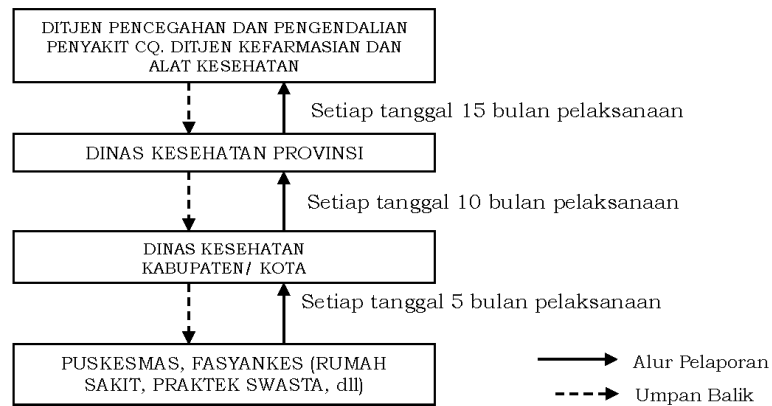 DITJEN PENCEGAHAN DAN PENGENDALIAN
PENYAKIT CQ. DITJEN KEFARMASIAN DAN
ALAT KESEHATAN
Setiap tanggal 15 bulan pelaksanaan
DINAS KESEHATAN PROVINSI
Setiap tanggal 10 bulan pelaksanaan
DINAS KESEHATAN
KABUPATEN/ KOTA
Setiap tanggal 5 bulan pelaksanaan
PUSKESMAS, FASYANKES (RUMAH
SAKIT, PRAKTEK SWASTA, dll)
Alur Pelaporan
Umpan Balik